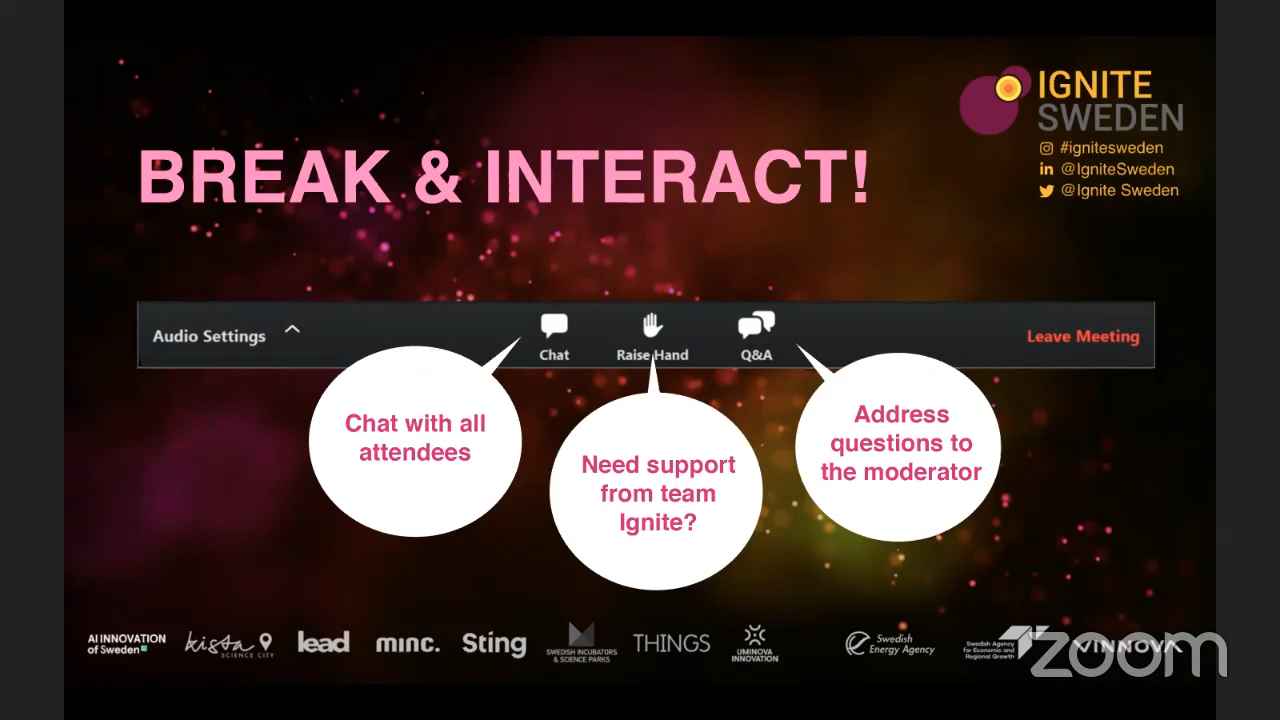 IGNITE
SWEDEN
#ignitesweden
@IgniteSweden
@Ignite Sweden
BREAK & INTERACT!
Audio Settings
Chat
Raise Hand
Q&A
Leave Meeting
Chat with all
attendees
Need support
from team
Ignite?
Address
questions to
the moderator
AI INNOVATION
of Sweden
kista
SCIENCE CITY
lead
minc.
Sting
SWEDISH INCUBATORS
& SCIENCE PARKS
THINGS
UMINOVA
INNOVATION
Swedish
Energy Agency
Swedish Agency
for Economic and
Regional Growth
VINNOVA
zoom